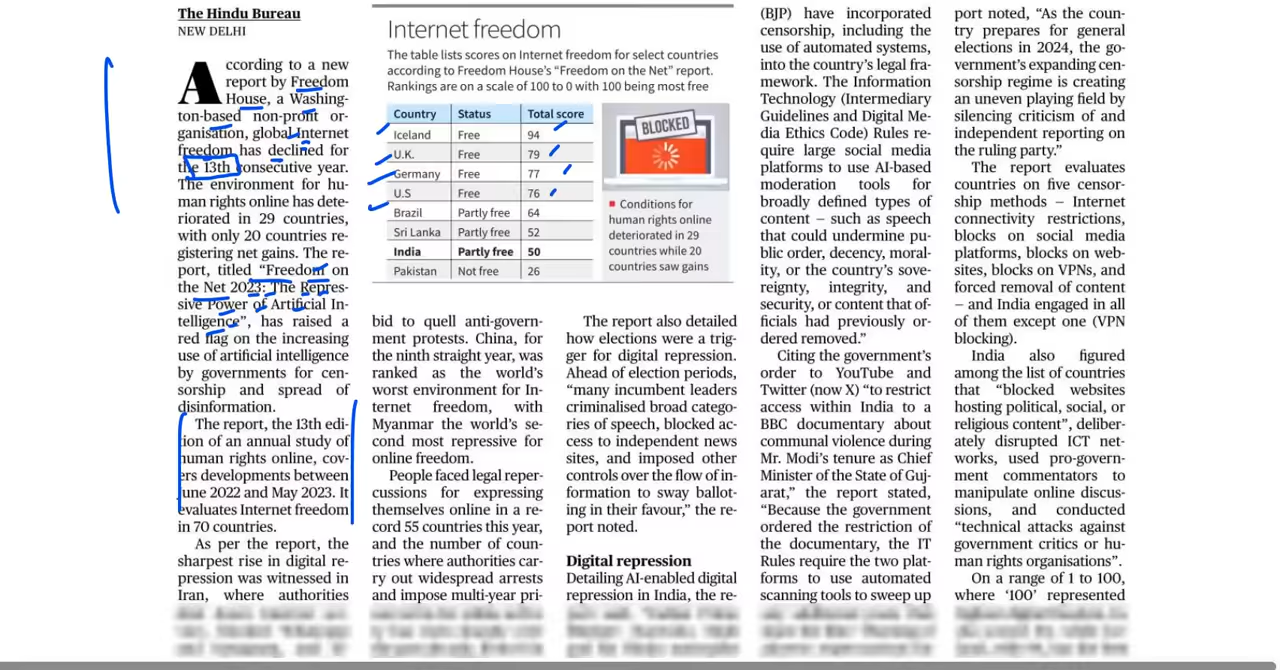 The Hindu Bureau
NEW DELHI
According to a new
report by Freedom
House, a Washing-
ton-based non-profit or-
ganisation, global Internet
freedom has declined for
the 13th consecutive year.
The environment for hu-
man rights online has dete-
riorated in 29 countries,
with only 20 countries re-
gistering net gains. The re-
port, titled “Freedom on
the Net 2023: The Repres-
sive Power of Artificial In-
telligence”, has raised a
red flag on the increasing
use of artificial intelligence
by governments for cen-
sorship and spread of
disinformation.
The report, the 13th edi-
tion of an annual study of
human rights online, cov-
ers developments between
June 2022 and May 2023. It
evaluates Internet freedom
in 70 countries.
As per the report, the
sharpest rise in digital re-
pression was witnessed in
Iran, where authorities
Internet freedom
The table lists scores on Internet freedom for select countries
according to Freedom House’s “Freedom on the Net” report.
Rankings are on a scale of 100 to 0 with 100 being most free
Country Status Total score
Iceland Free 94
U.K. Free 79
Germany Free 77
U.S Free 76
Brazil Partly free 64
Sri Lanka Partly free 52
India Partly free 50
Pakistan Not free 26
BLOCKED
Conditions for
human rights online
deteriorated in 29
countries while 20
countries saw gains
bid to quell anti-govern-
ment protests. China, for
the ninth straight year, was
ranked as the world’s
worst environment for In-
ternet freedom, with
Myanmar the world’s se-
cond most repressive for
online freedom.
People faced legal reper-
cussions for expressing
themselves online in a re-
cord 55 countries this year,
and the number of coun-
tries where authorities car-
ry out widespread arrests
and impose multi-year pri-
The report also detailed
how elections were a trig-
ger for digital repression.
Ahead of election periods,
“many incumbent leaders
criminalised broad catego-
ries of speech, blocked ac-
cess to independent news
sites, and imposed other
controls over the flow of in-
formation to sway ballot-
ing in their favour,” the re-
port noted.
Digital repression
Detailing AI-enabled digital
repression in India, the re-
(BJP) have incorporated
censorship, including the
use of automated systems,
into the country’s legal fra-
mework. The Information
Technology (Intermediary
Guidelines and Digital Me-
dia Ethics Code) Rules re-
quire large social media
platforms to use AI-based
moderation tools for
broadly defined types of
content – such as speech
that could undermine pu-
blic order, decency, moral-
ity, or the country’s sove-
reignty, integrity, and
security, or content that of-
ficials had previously or-
dered removed.”
Citing the government’s
order to YouTube and
Twitter (now X) “to restrict
access within India to a
BBC documentary about
communal violence during
Mr. Modi’s tenure as Chief
Minister of the State of Guj-
arat,” the report stated,
“Because the government
ordered the restriction of
the documentary, the IT
Rules require the two plat-
forms to use automated
scanning tools to sweep up
port noted, “As the coun-
try prepares for general
elections in 2024, the go-
vernment’s expanding cen-
sorship regime is creating
an uneven playing field by
silencing criticism of and
independent reporting on
the ruling party.”
The report evaluates
countries on five censor-
ship methods – Internet
connectivity restrictions,
blocks on social media
platforms, blocks on web-
sites, blocks on VPNs, and
forced removal of content
– and India engaged in all
of them except one (VPN
blocking).
India also figured
among the list of countries
that “blocked websites
hosting political, social, or
religious content”, deliber-
ately disrupted ICT net-
works, used pro-govern-
ment commentators to
manipulate online discus-
sions, and conducted
“technical attacks against
government critics or hu-
man rights organisations”.
On a range of 1 to 100,
where ‘100’ represented